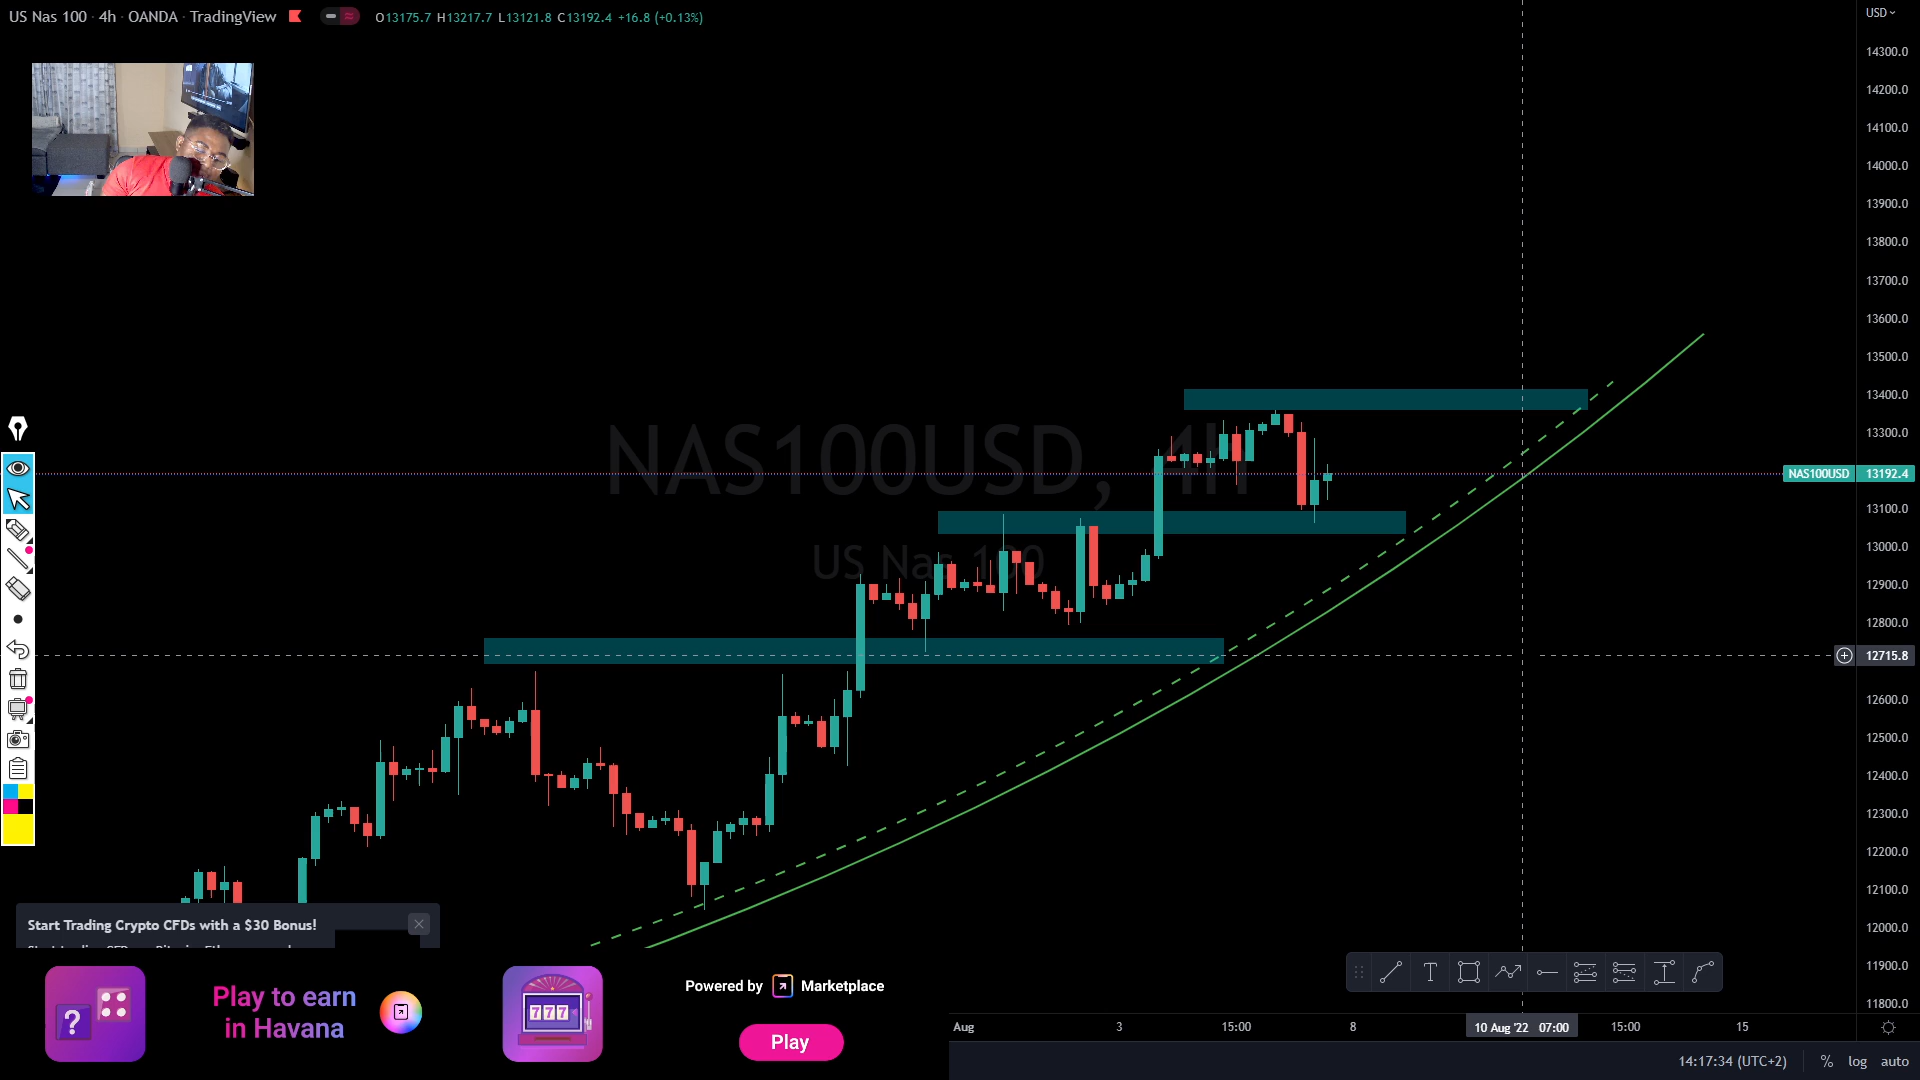 US Nas 100 · 4h · OANDA · TradingView
O13175.7 H13217.7 L13121.8 C13192.4 +16.8 (+0.13%)
USD
14300.0
14200.0
14100.0
14000.0
13900.0
13800.0
13700.0
13600.0
13500.0
13400.0
13300.0
NAS100USD, 4h
NAS100USD 13192.4
13100.0
US Nas 100
13000.0
12900.0
12800.0
12715.8
12600.0
12500.0
12400.0
12300.0
12200.0
12100.0
12000.0
11900.0
11800.0
Start Trading Crypto CFDs with a $30 Bonus!
?
Play to earn
in Havana
777
Powered by Marketplace
Play
Aug 3 15:00 8 10 Aug '22 07:00 15:00 15
14:17:34 (UTC+2) % log auto